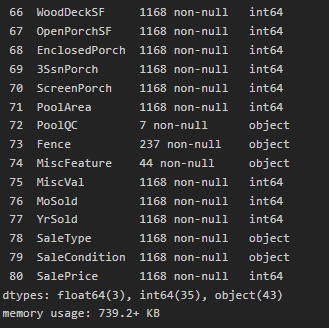 66 WoodDeckSF 1168 non-null int64
67 OpenPorchSF 1168 non-null int64
68 EnclosedPorch 1168 non-null int64
69 3SsnPorch 1168 non-null int64
70 ScreenPorch 1168 non-null int64
71 PoolArea 1168 non-null int64
72 PoolQC 7 non-null object
73 Fence 237 non-null object
74 MiscFeature 44 non-null object
75 MiscVal 1168 non-null int64
76 MoSold 1168 non-null int64
77 YrSold 1168 non-null int64
78 SaleType 1168 non-null object
79 SaleCondition 1168 non-null object
80 SalePrice 1168 non-null int64
dtypes: float64(3), int64(35), object(43)
memory usage: 739.2+ KB